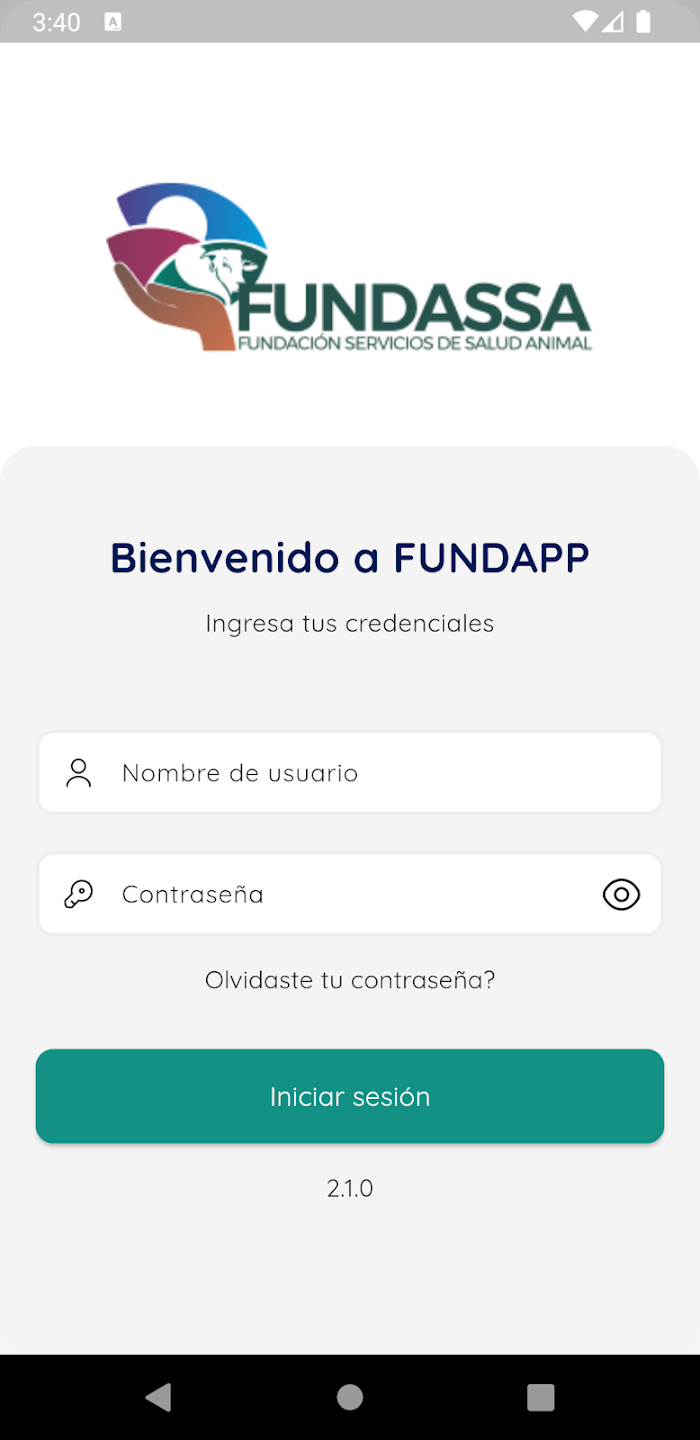 3:40
A
FUNDASSA
FUNDACIÓN SERVICIOS DE SALUD ANIMAL
Bienvenido a FUNDAPP
Ingresa tus credenciales
Nombre de usuario
Contraseña
Olvidaste tu contraseña?
Iniciar sesión
2.1.0